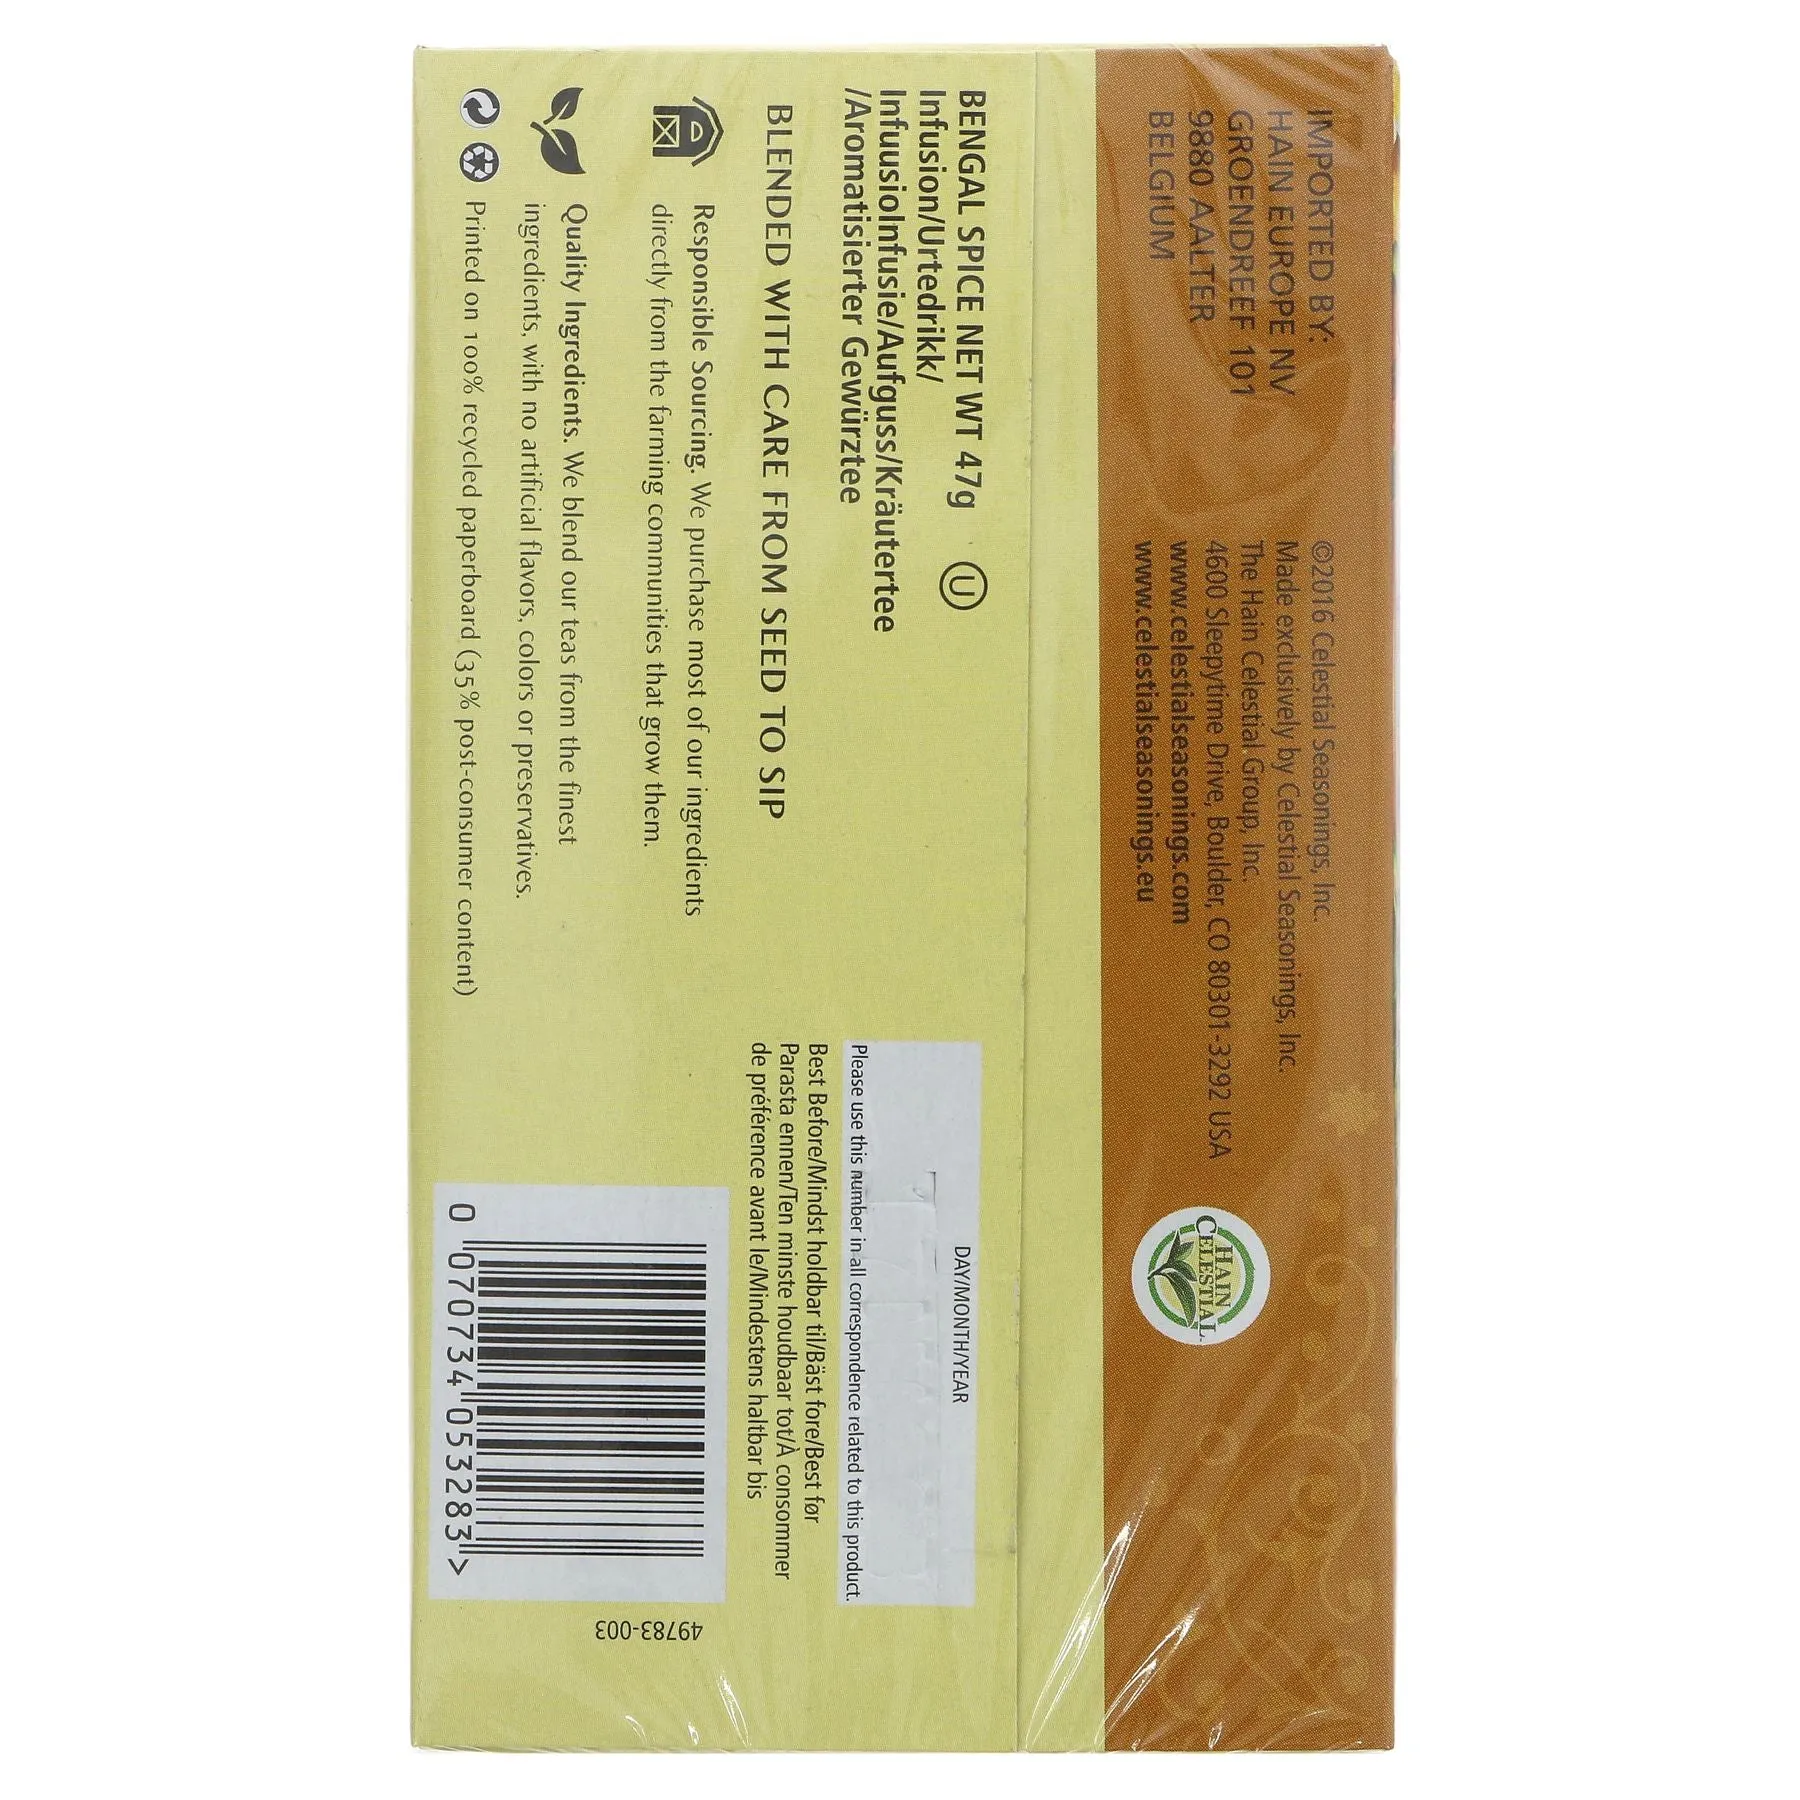 IMPORTED BY:
HAIN EUROPE NV
GROENDREEF 101
9880 AALTER
BELGIUM
©2016 Celestial Seasonings, Inc.
Made exclusively by Celestial Seasonings, Inc.
The Hain Celestial Group, Inc.
4600 Sleepytime Drive, Boulder, CO 80301-3292 USA
www.celestialseasonings.com
www.celestialseasonings.eu
HAIN
CELESTIAL
BENGAL SPICE NET WT 47g U
Infusion/Urtedrikk/
InfuusioInfusie/Aufguss/Kräutertee
/Aromatisierter Gewürztee
BLENDED WITH CARE FROM SEED TO SIP
Responsible Sourcing. We purchase most of our ingredients
directly from the farming communities that grow them.
Quality Ingredients. We blend our teas from the finest
ingredients, with no artificial flavors, colors or preservatives.
Printed on 100% recycled paperboard (35% post-consumer content)
DAY/MONTH/YEAR
Please use this number in all correspondence related to this product.
Best Before/Mindst holdbar til/Bäst fore/Best før
Parasta ennen/Ten minste houdbaar tot/À consommer
de préférence avant le/Mindestens haltbar bis
0 070734 053283 >
49783-003